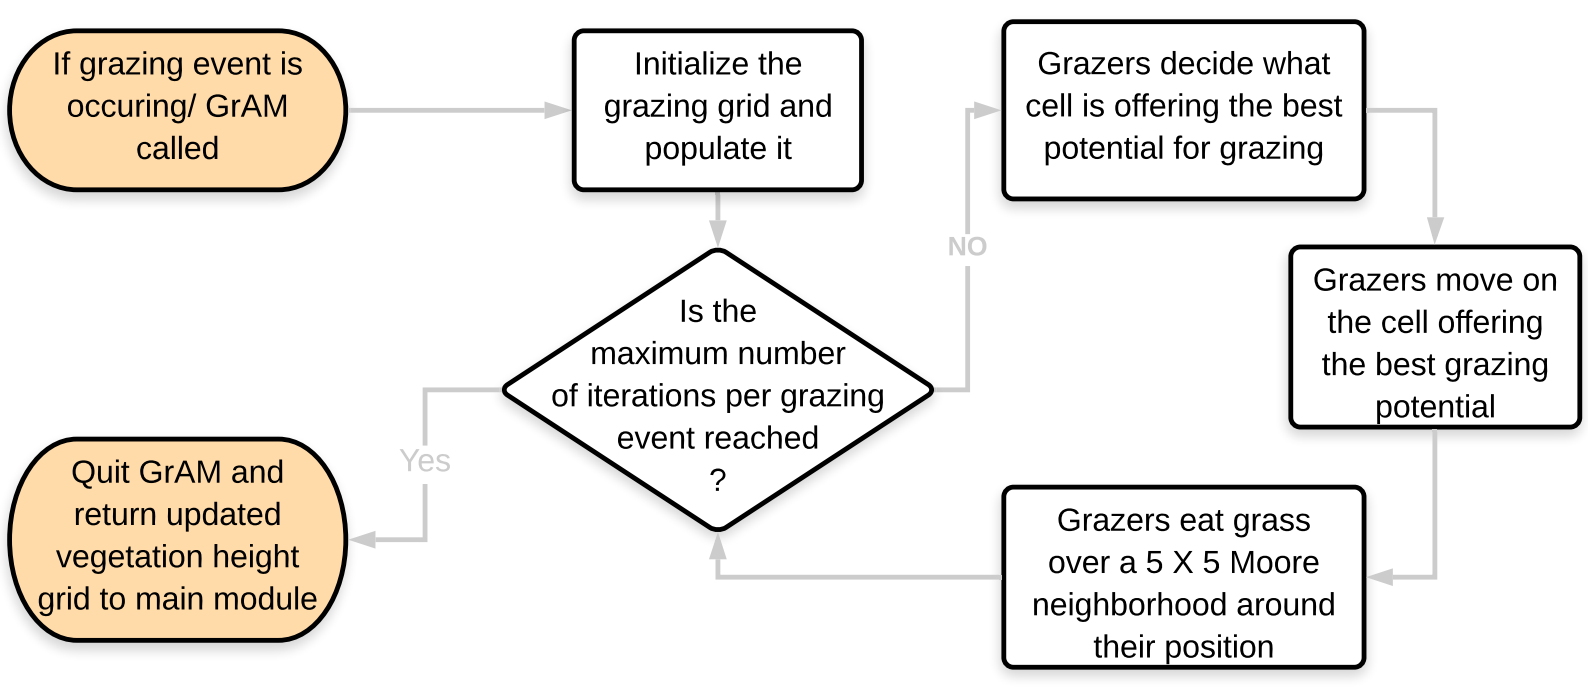 If grazing event is
occuring/ GrAM
called
Initialize the
grazing grid and
populate it
Grazers decide what
cell is offering the best
potential for grazing
NO
Grazers move on
the cell offering
the best grazing
potential
Is the
maximum number
of iterations per grazing
event reached
?
Yes
Quit GrAM and
return updated
vegetation height
grid to main module
Grazers eat grass
over a 5 X 5 Moore
neighborhood around
their position